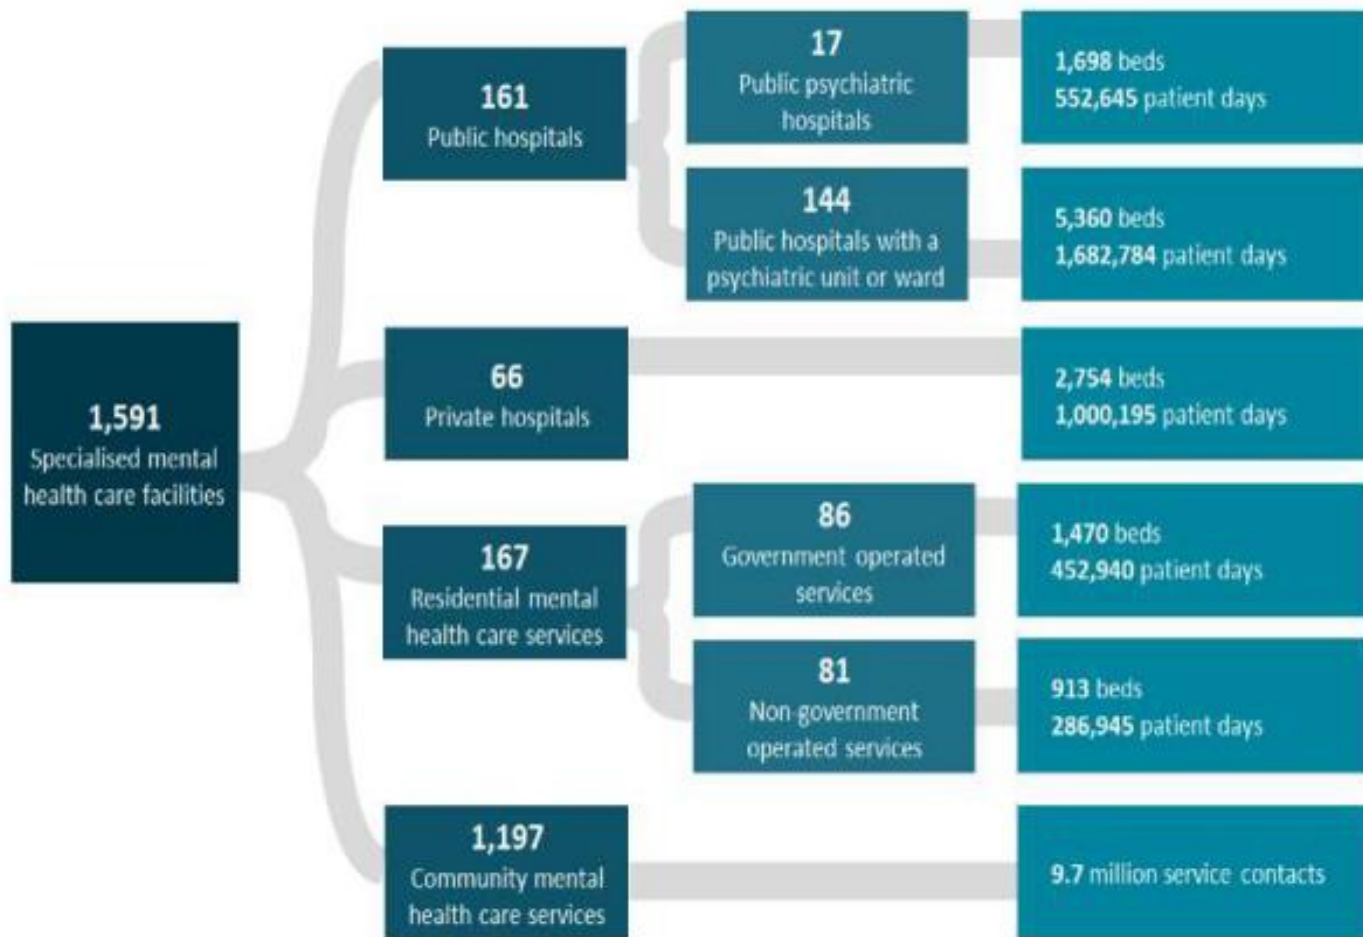 1,591
Specialised mental
health care facilities
161
Public hospitals
17
Public psychiatric
hospitals
1,698 beds
552,645 patient days
144
Public hospitals with a
psychiatric unit or ward
5,360 beds
1,682,784 patient days
66
Private hospitals
2,754 beds
1,000,195 patient days
167
Residential mental
health care services
86
Government operated
services
1,470 beds
452,940 patient days
81
Non-government
operated services
913 beds
286,945 patient days
1,197
Community mental
health care services
9.7 million service contacts